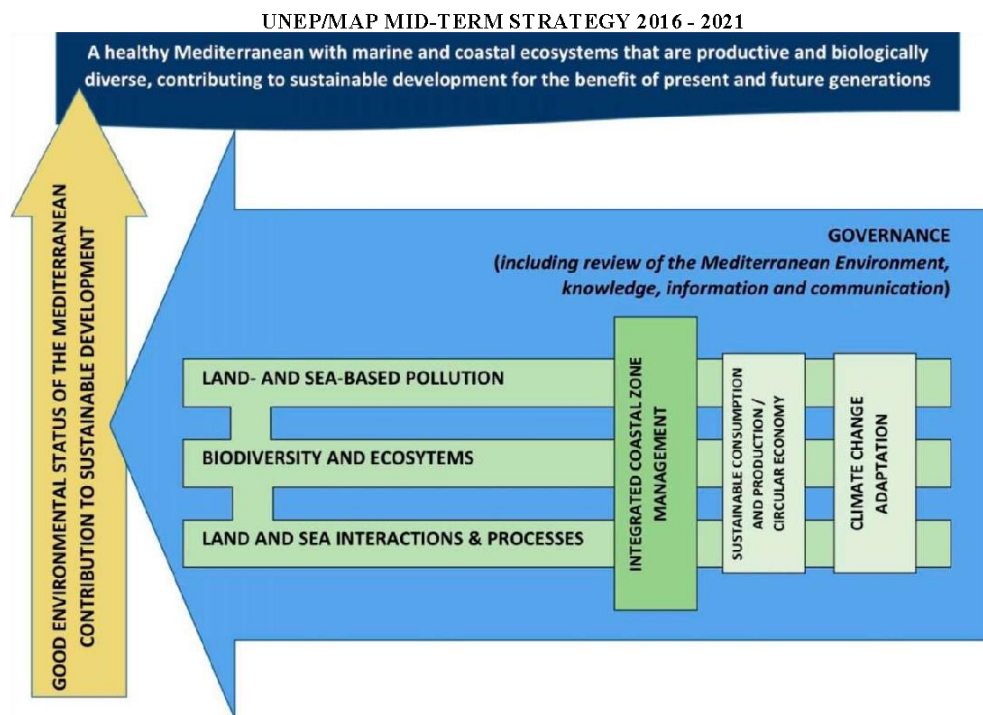 UNEP/MAP MID-TERM STRATEGY 2016 - 2021
A healthy Mediterranean with marine and coastal ecosystems that are productive and biologically
diverse, contributing to sustainable development for the benefit of present and future generations
GOOD ENVIRONMENTAL STATUS OF THE MEDITERRANEAN
CONTRIBUTION TO SUSTAINABLE DEVELOPMENT
GOVERNANCE
(including review of the Mediterranean Environment,
knowledge, information and communication)
LAND- AND SEA-BASED POLLUTION
BIODIVERSITY AND ECOSYTEMS
LAND AND SEA INTERACTIONS & PROCESSES
INTEGRATED COASTAL ZONE
MANAGEMENT
SUSTAINABLE CONSUMPTION
AND PRODUCTION /
CIRCULAR ECONOMY
CLIMATE CHANGE
ADAPTATION